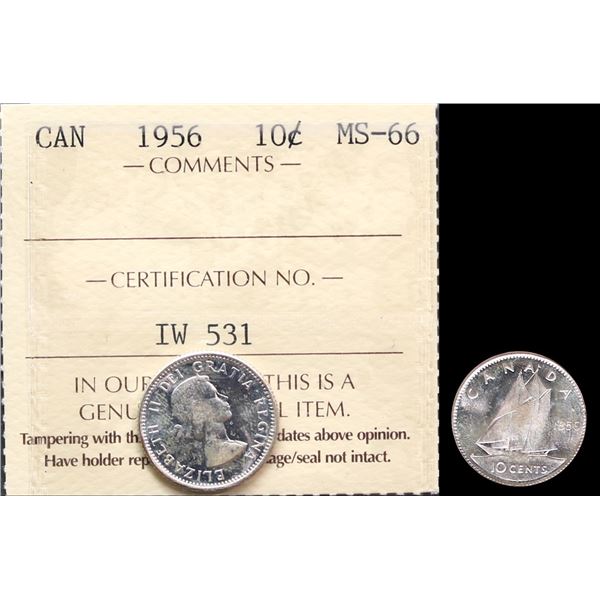 CAN 1956 10¢ MS-66
— COMMENTS —
— CERTIFICATION NO. —
IW 531
IN OUR THIS IS A
GENU L ITEM.
Tampering with th dates above opinion.
Have holder rep age/seal not intact.
ELIZABETH II DEI GRATIA REGINA
CANADA
10 CENTS